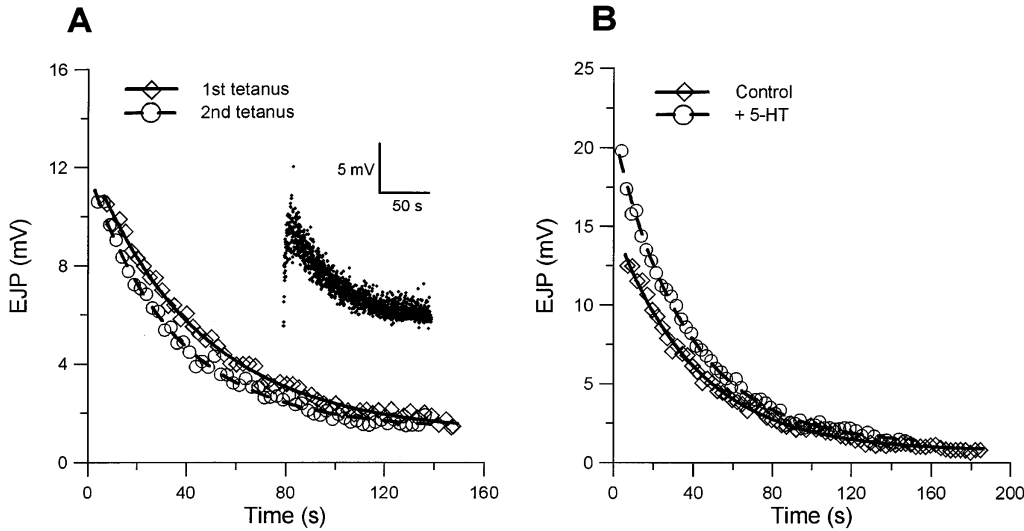 A
16
12
8
4
0
EJP (mV)
1st tetanus
2nd tetanus
5 mV
50 s
0 40 80 120 160
Time (s)
B
25
20
15
10
5
0
EJP (mV)
Control
+ 5-HT
0 40 80 120 160 200
Time (s)